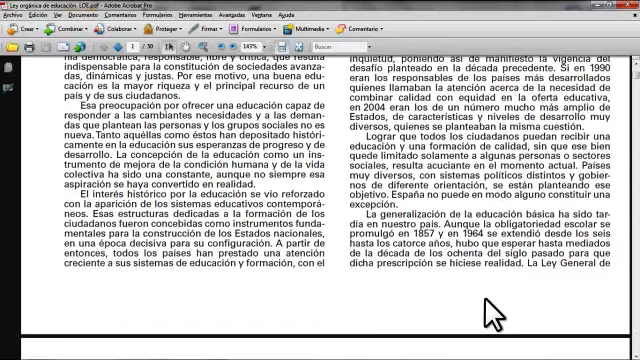 Ley orgánica de educación. LOE.pdf - Adobe Acrobat Pro
Archivo Edición Ver Documento Comentarios Formularios Herramientas Avanzadas Ventana Ayuda
Crear Combinar Colaborar Proteger Firmar Formularios Multimedia Comentario
1 / 50 149% Buscar
indispensable para la constitución de sociedades avanza-
das, dinámicas y justas. Por ese motivo, una buena edu-
cación es la mayor riqueza y el principal recurso de un
país y de sus ciudadanos.
Esa preocupación por ofrecer una educación capaz de
responder a las cambiantes necesidades y a las deman-
das que plantean las personas y los grupos sociales no es
nueva. Tanto aquéllas como éstos han depositado históri-
camente en la educación sus esperanzas de progreso y de
desarrollo. La concepción de la educación como un ins-
trumento de mejora de la condición humana y de la vida
colectiva ha sido una constante, aunque no siempre esa
aspiración se haya convertido en realidad.
El interés histórico por la educación se vio reforzado
con la aparición de los sistemas educativos contemporá-
neos. Esas estructuras dedicadas a la formación de los
ciudadanos fueron concebidas como instrumentos funda-
mentales para la construcción de los Estados nacionales,
en una época decisiva para su configuración. A partir de
entonces, todos los países han prestado una atención
creciente a sus sistemas de educación y formación, con el
inquietud, poniendo así de manifiesto la vigencia del
desafío planteado en la década precedente. Si en 1990
eran los responsables de los países más desarrollados
quienes llamaban la atención acerca de la necesidad de
combinar calidad con equidad en la oferta educativa,
en 2004 eran los de un número mucho más amplio de
Estados, de características y niveles de desarrollo muy
diversos, quienes se planteaban la misma cuestión.
Lograr que todos los ciudadanos puedan recibir una
educación y una formación de calidad, sin que ese bien
quede limitado solamente a algunas personas o sectores
sociales, resulta acuciante en el momento actual. Países
muy diversos, con sistemas políticos distintos y gobier-
nos de diferente orientación, se están planteando ese
objetivo. España no puede en modo alguno constituir una
excepción.
La generalización de la educación básica ha sido tar-
día en nuestro país. Aunque la obligatoriedad escolar se
promulgó en 1857 y en 1964 se extendió desde los seis
hasta los catorce años, hubo que esperar hasta mediados
de la década de los ochenta del siglo pasado para que
dicha prescripción se hiciese realidad. La Ley General de